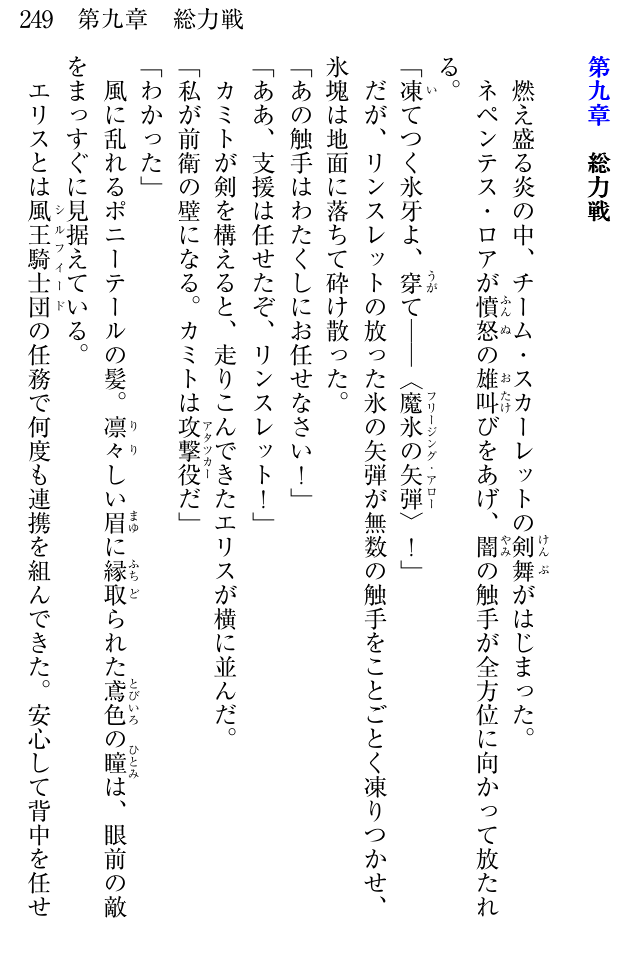 249　第九章　総力戦
第九章　総力戦
　燃え盛る炎の中、チーム・スカーレットの剣舞がはじまった。
　ネペンテス・ロアが憤怒の雄叫びをあげ、闇の触手が全方位に向かって放たれ
る。
「凍てつく氷牙よ、穿て――〈魔氷の矢弾〉！」
　だが、リンスレットの放った氷の矢弾が無数の触手をことごとく凍りつかせ、
氷塊は地面に落ちて砕け散った。
「あの触手はわたくしにお任せなさい！」
「ああ、支援は任せたぞ、リンスレット！」
　カミトが剣を構えると、走りこんできたエリスが横に並んだ。
「私が前衛の壁になる。カミトは攻撃役だ」
「わかった」
　風に乱れるポニーテールの髪。凛々しい眉に縁取られた鳶色の瞳は、眼前の敵
をまっすぐに見据えている。
　エリスとは風王騎士団の任務で何度も連携を組んできた。安心して背中を任せ